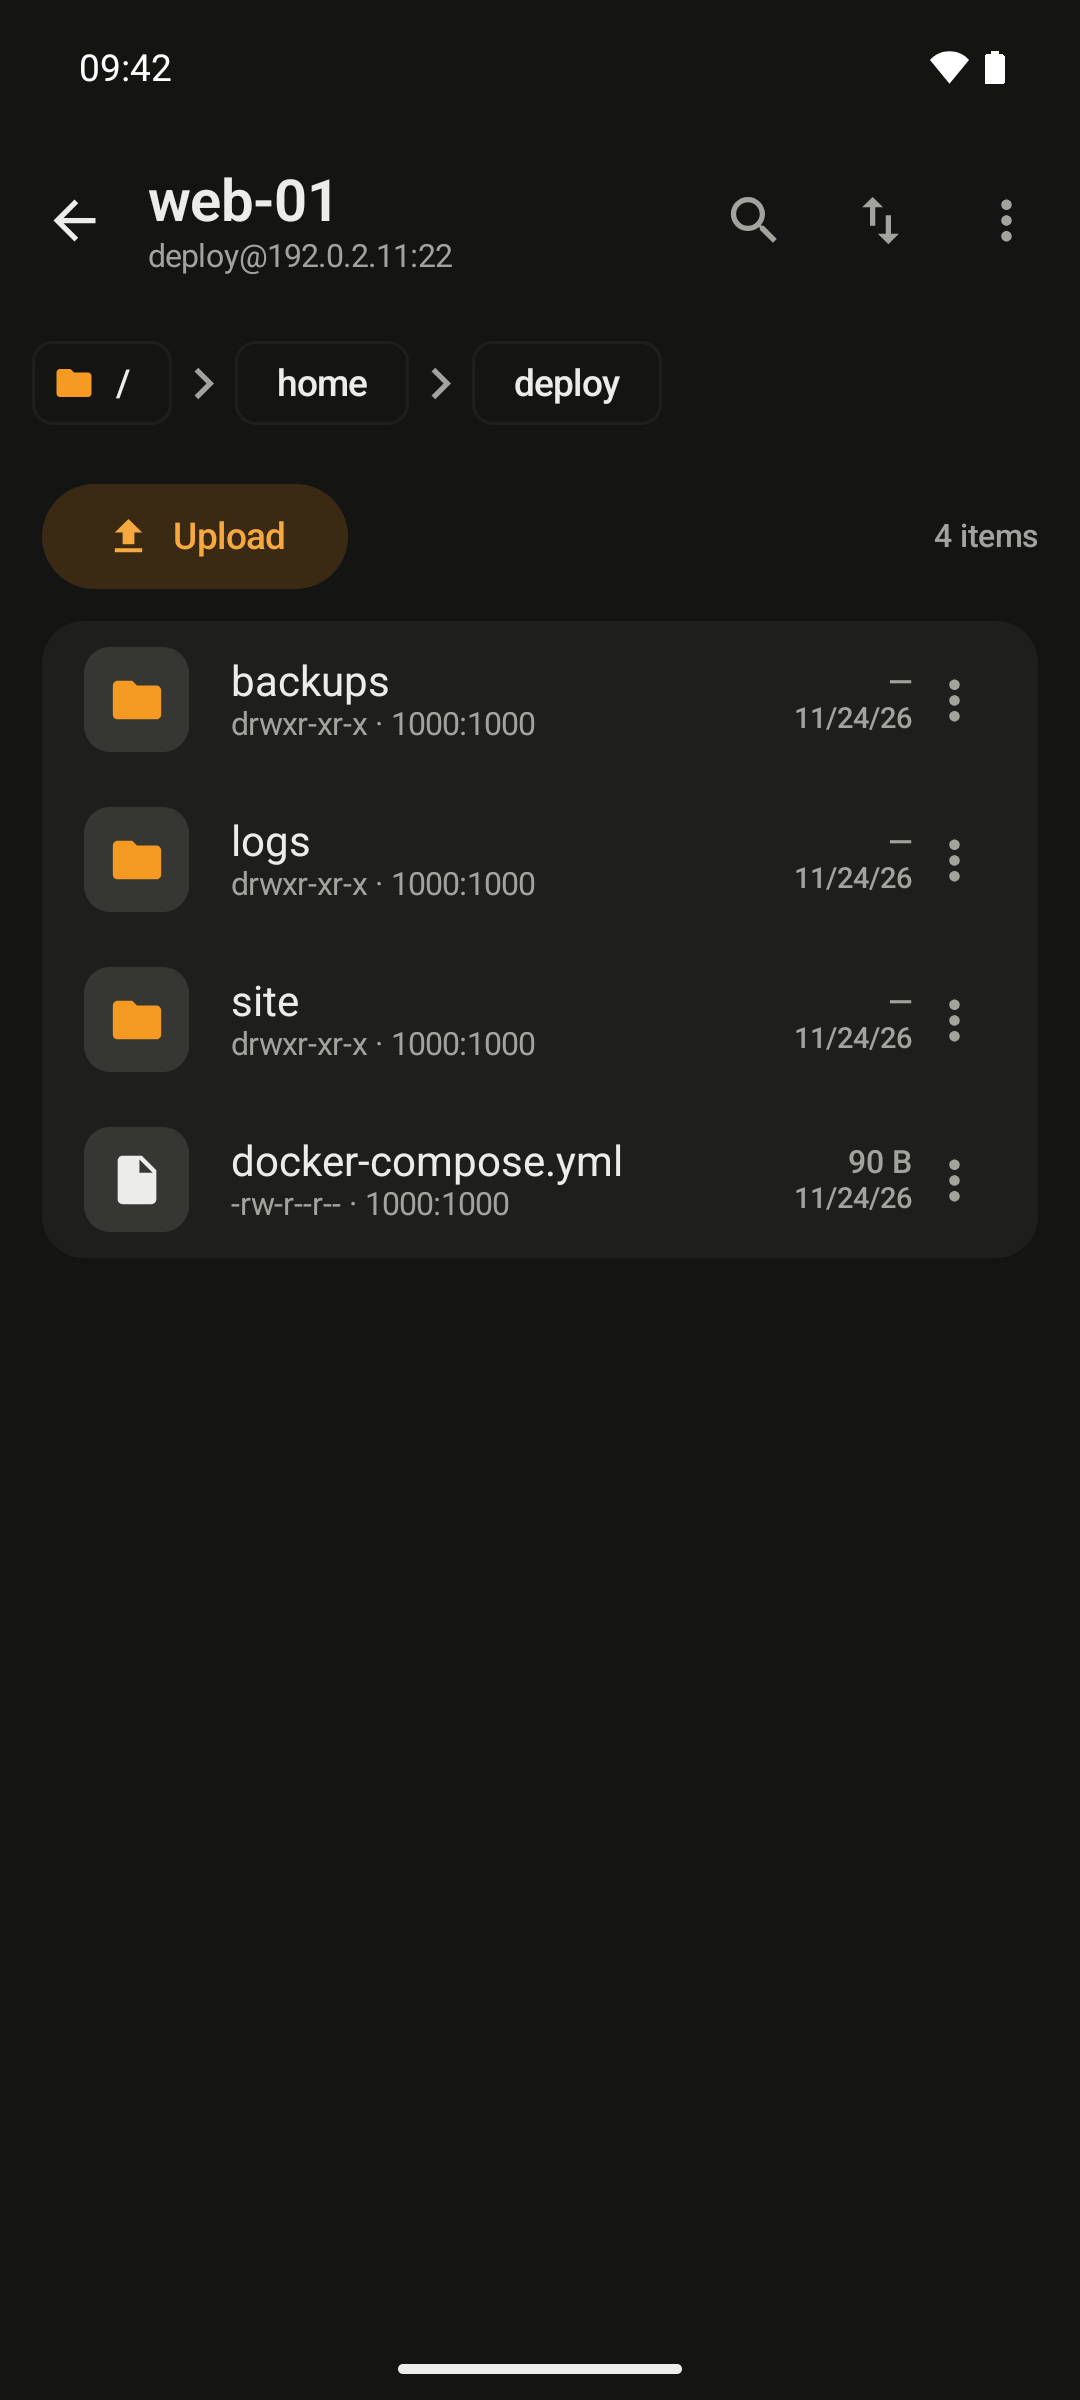 09:42
web-01
deploy@192.0.2.11:22
/ home deploy
Upload
4 items
backups
drwxr-xr-x · 1000:1000
–
11/24/26
logs
drwxr-xr-x · 1000:1000
–
11/24/26
site
drwxr-xr-x · 1000:1000
–
11/24/26
docker-compose.yml
-rw-r--r-- · 1000:1000
90 B
11/24/26